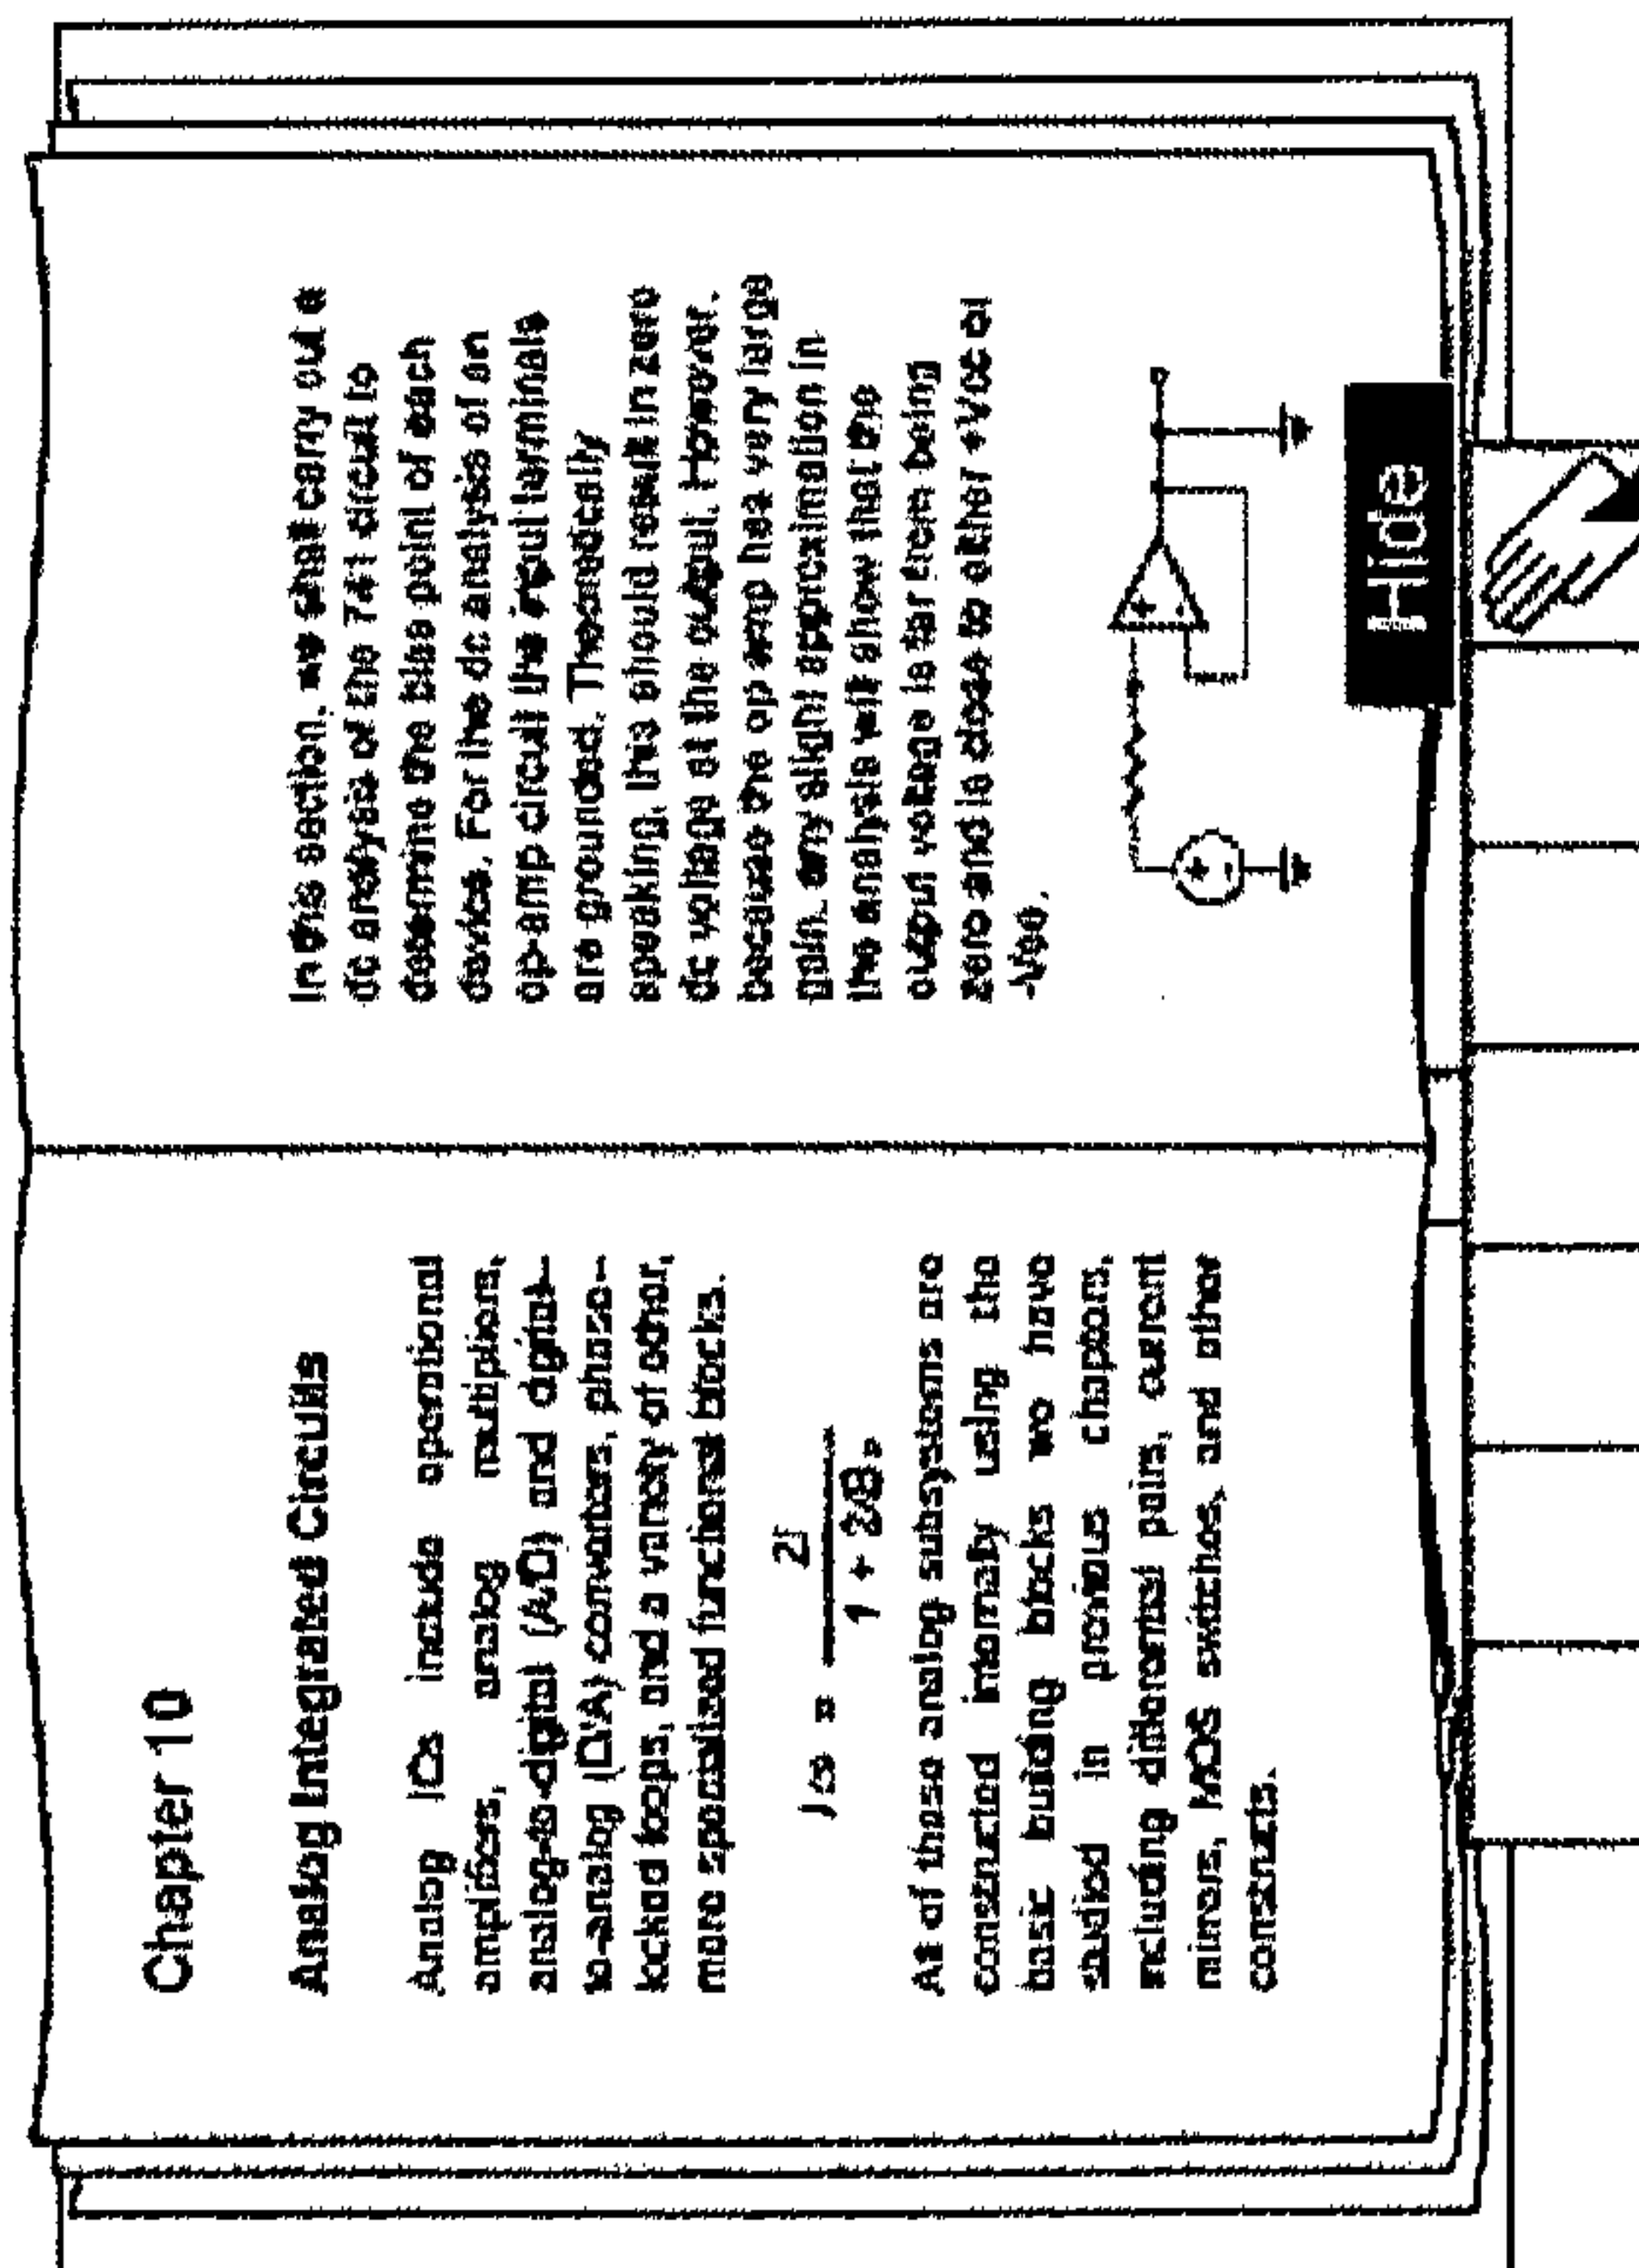 Chapter 10
Analog Integrated Circuits
Analog ICs include operational
amplifiers, analog multipliers,
analog-to-digital (A/D) and digital-
to-analog (D/A) converters, phase-
locked loops, and a variety of other,
more specialized functional blocks.
2I
1 + 2/β.
All of these analog subsystems are
constructed internally using the
basic building blocks we have
studied in previous chapters,
including differential pairs, current
mirrors, MOS switches, and other
constructs.
In this section, we shall carry out a
dc analysis of the 741 circuit to
determine the bias point of each
device. For the dc analysis of an
op-amp circuit the input terminals
are grounded. Theoretically
speaking, this should result in zero
dc voltage at the output. However,
because the op amp has very large
gain, any slight approximation in
the analysis will show that the
output voltage is far from being
zero and is close to either +Vcc or
-Vee.
+
-
+
-
Hide